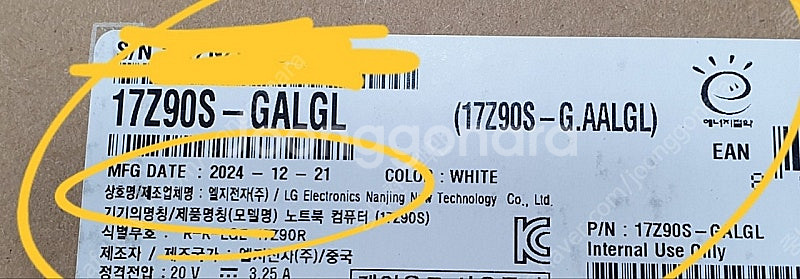 S/N
17Z90S - GALGL (17Z90S - G.AALGL)
에너지절약
EAN
MFG DATE : 2024 - 12 - 21 COLOR : WHITE
상호명/제조업체명 : 엘지전자(주) / LG Electronics Nanjing New Technology Co., Ltd.
기기의명칭/제품명칭(모델명) 노트북 컴퓨터 (17Z90S)
식별부호 R-R-LGE-17Z90R
P/N : 17Z90S-GALGL
제조자 / 제조국가 : 엘지전자(주)/중국
Internal Use Only
정격전압 : 20 V ⎓ 3.25 A
joonggonara